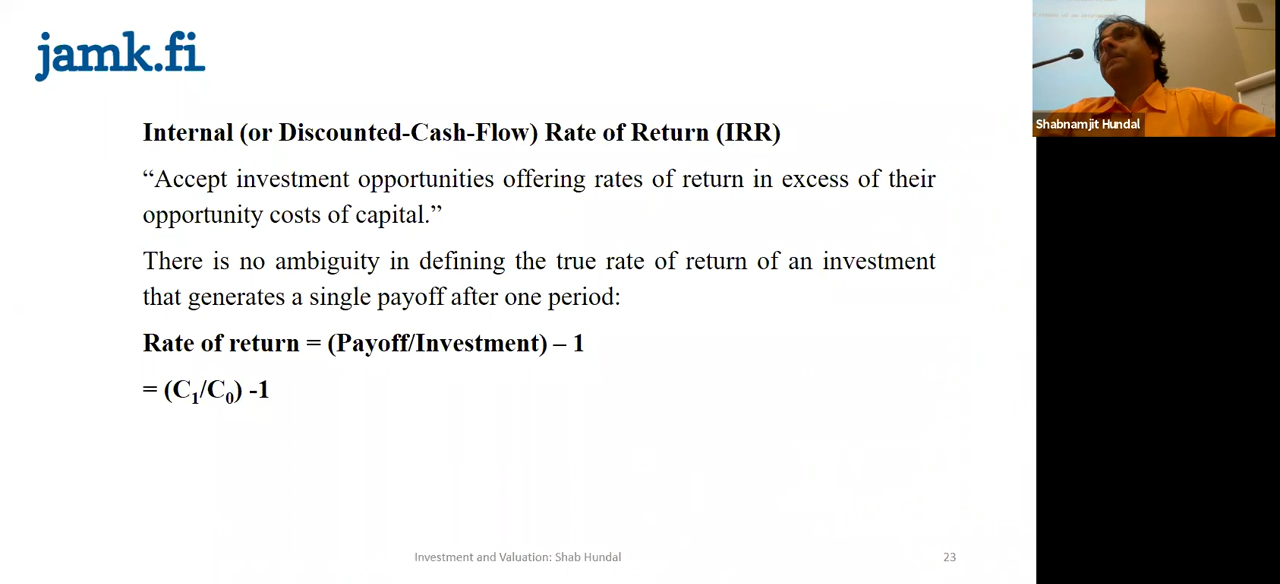 jamk.fi
Internal (or Discounted-Cash-Flow) Rate of Return (IRR)
“Accept investment opportunities offering rates of return in excess of their
opportunity costs of capital.”
There is no ambiguity in defining the true rate of return of an investment
that generates a single payoff after one period:
Rate of return = (Payoff/Investment) – 1
= (C₁/C₀) -1
Investment and Valuation: Shab Hundal
23
Shabnamjit Hundal